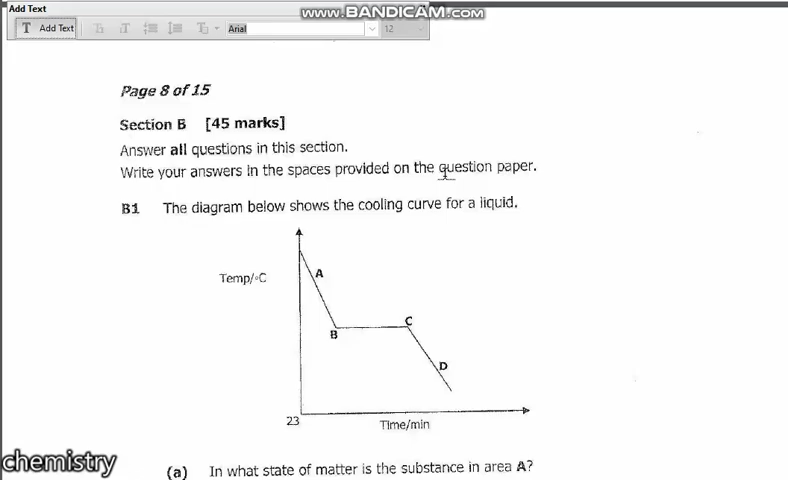 Add Text
www.BANDICAM.com
T Add Text
Arial
12
Page 8 of 15
Section B [45 marks]
Answer all questions in this section.
Write your answers in the spaces provided on the question paper.
B1 The diagram below shows the cooling curve for a liquid.
Temp/◦C
A
B
C
D
23
Time/min
chemistry
(a) In what state of matter is the substance in area A?